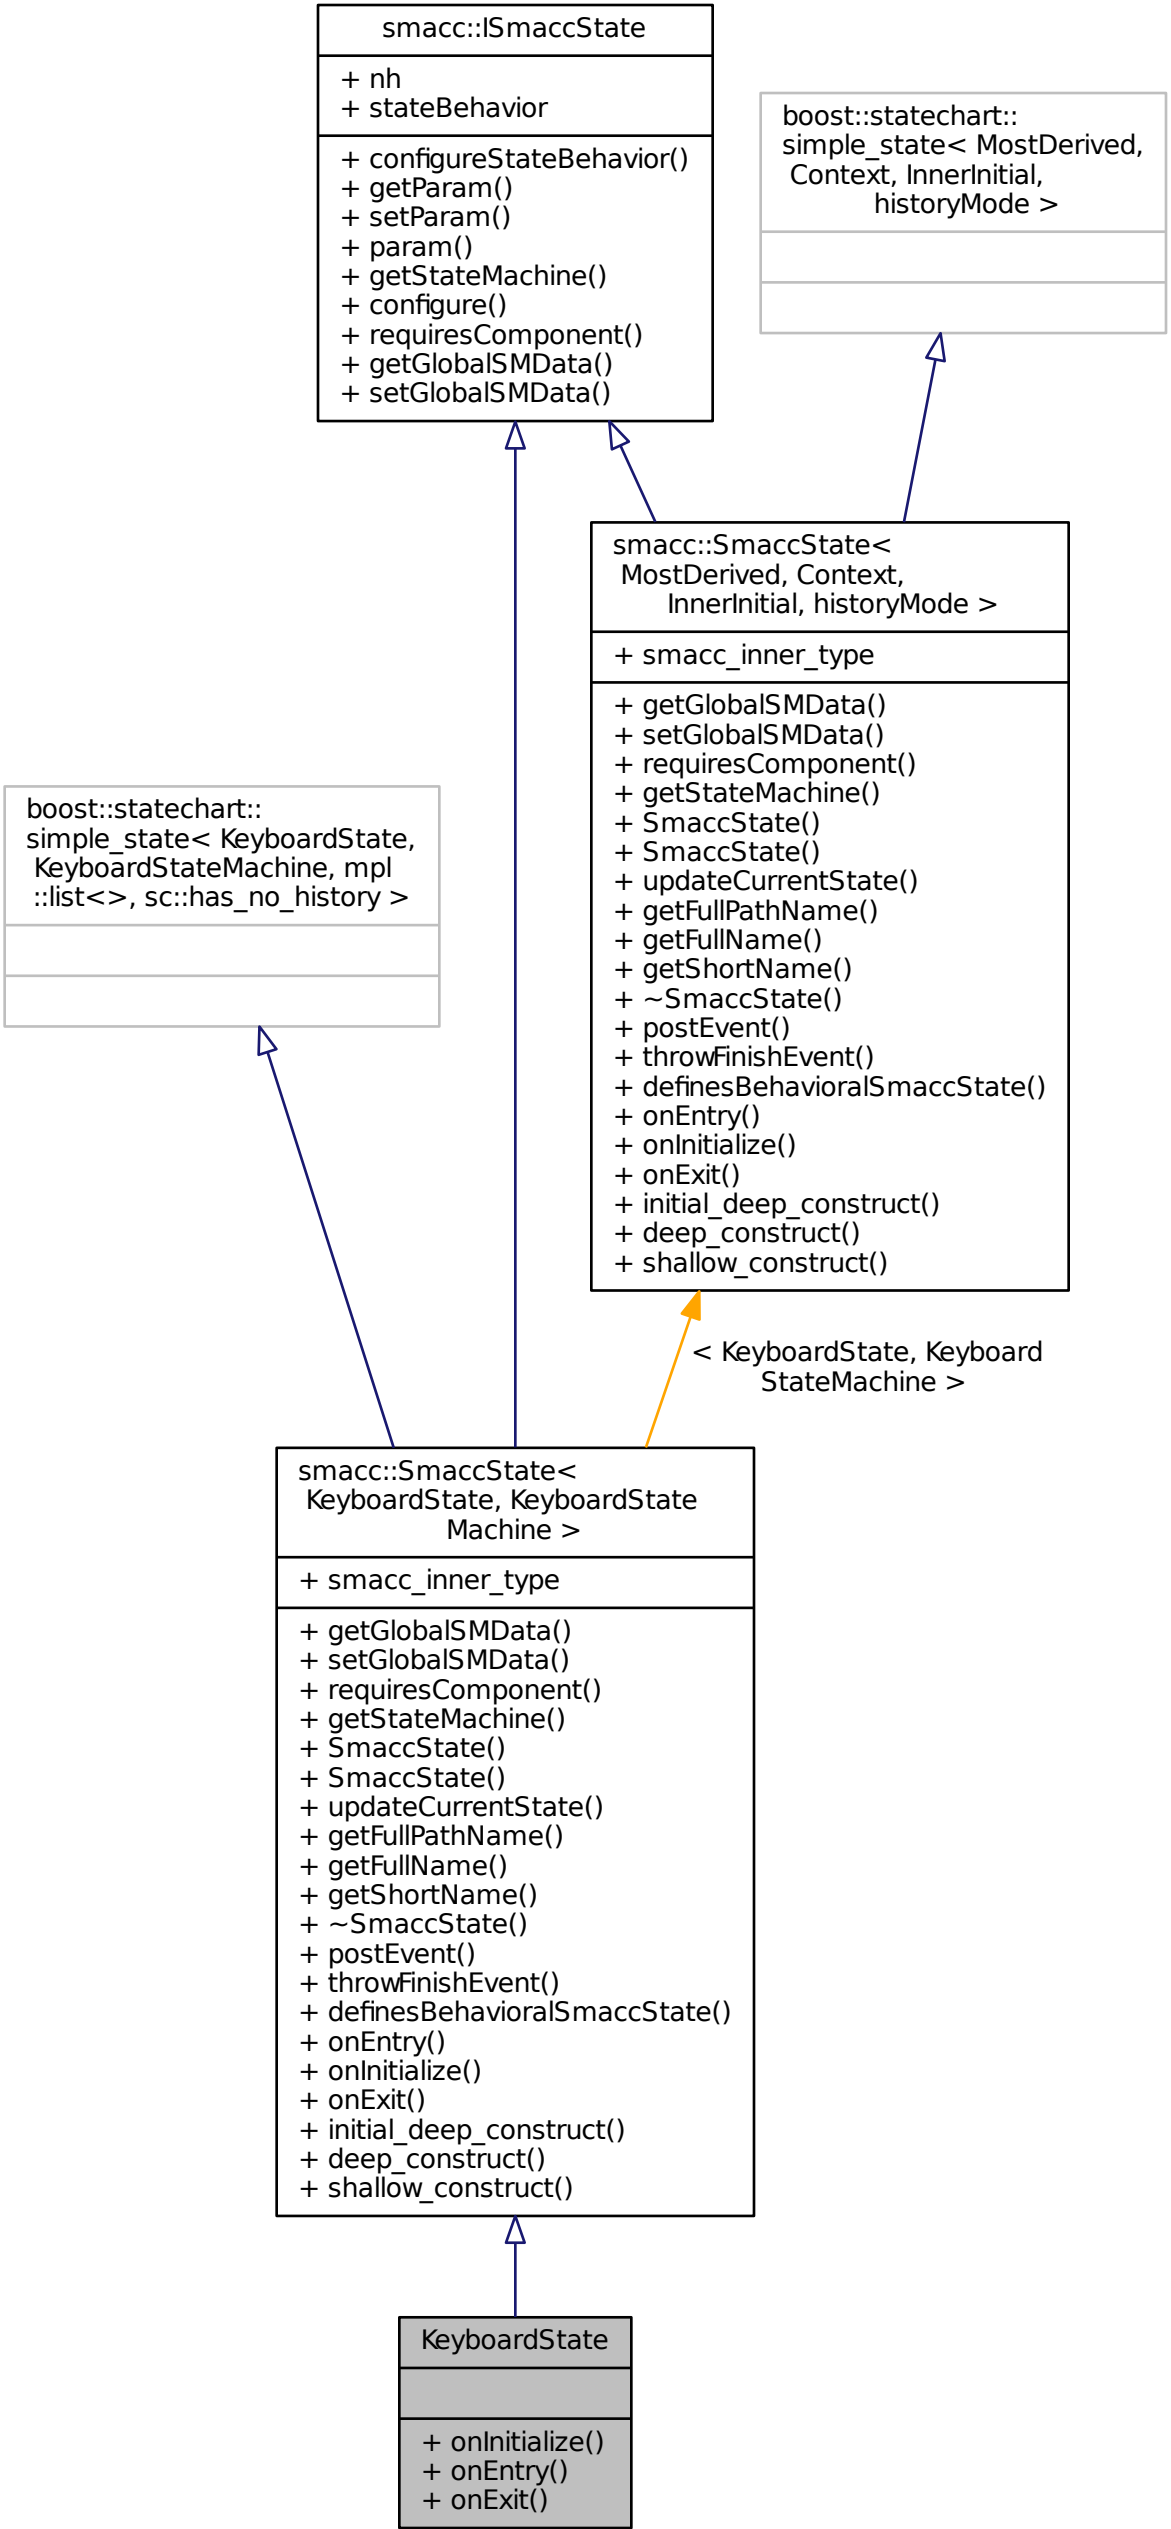 smacc::ISmaccState
+ nh
+ stateBehavior
+ configureStateBehavior()
+ getParam()
+ setParam()
+ param()
+ getStateMachine()
+ configure()
+ requiresComponent()
+ getGlobalSMData()
+ setGlobalSMData()
boost::statechart::
simple_state< MostDerived,
Context, InnerInitial,
historyMode >
smacc::SmaccState<
MostDerived, Context,
InnerInitial, historyMode >
+ smacc_inner_type
+ getGlobalSMData()
+ setGlobalSMData()
+ requiresComponent()
+ getStateMachine()
+ SmaccState()
+ SmaccState()
+ updateCurrentState()
+ getFullPathName()
+ getFullName()
+ getShortName()
+ ~SmaccState()
+ postEvent()
+ throwFinishEvent()
+ definesBehavioralSmaccState()
+ onEntry()
+ onInitialize()
+ onExit()
+ initial_deep_construct()
+ deep_construct()
+ shallow_construct()
boost::statechart::
simple_state< KeyboardState,
KeyboardStateMachine, mpl
::list<>, sc::has_no_history >
< KeyboardState, Keyboard
StateMachine >
smacc::SmaccState<
KeyboardState, KeyboardState
Machine >
+ smacc_inner_type
+ getGlobalSMData()
+ setGlobalSMData()
+ requiresComponent()
+ getStateMachine()
+ SmaccState()
+ SmaccState()
+ updateCurrentState()
+ getFullPathName()
+ getFullName()
+ getShortName()
+ ~SmaccState()
+ postEvent()
+ throwFinishEvent()
+ definesBehavioralSmaccState()
+ onEntry()
+ onInitialize()
+ onExit()
+ initial_deep_construct()
+ deep_construct()
+ shallow_construct()
KeyboardState
+ onInitialize()
+ onEntry()
+ onExit()